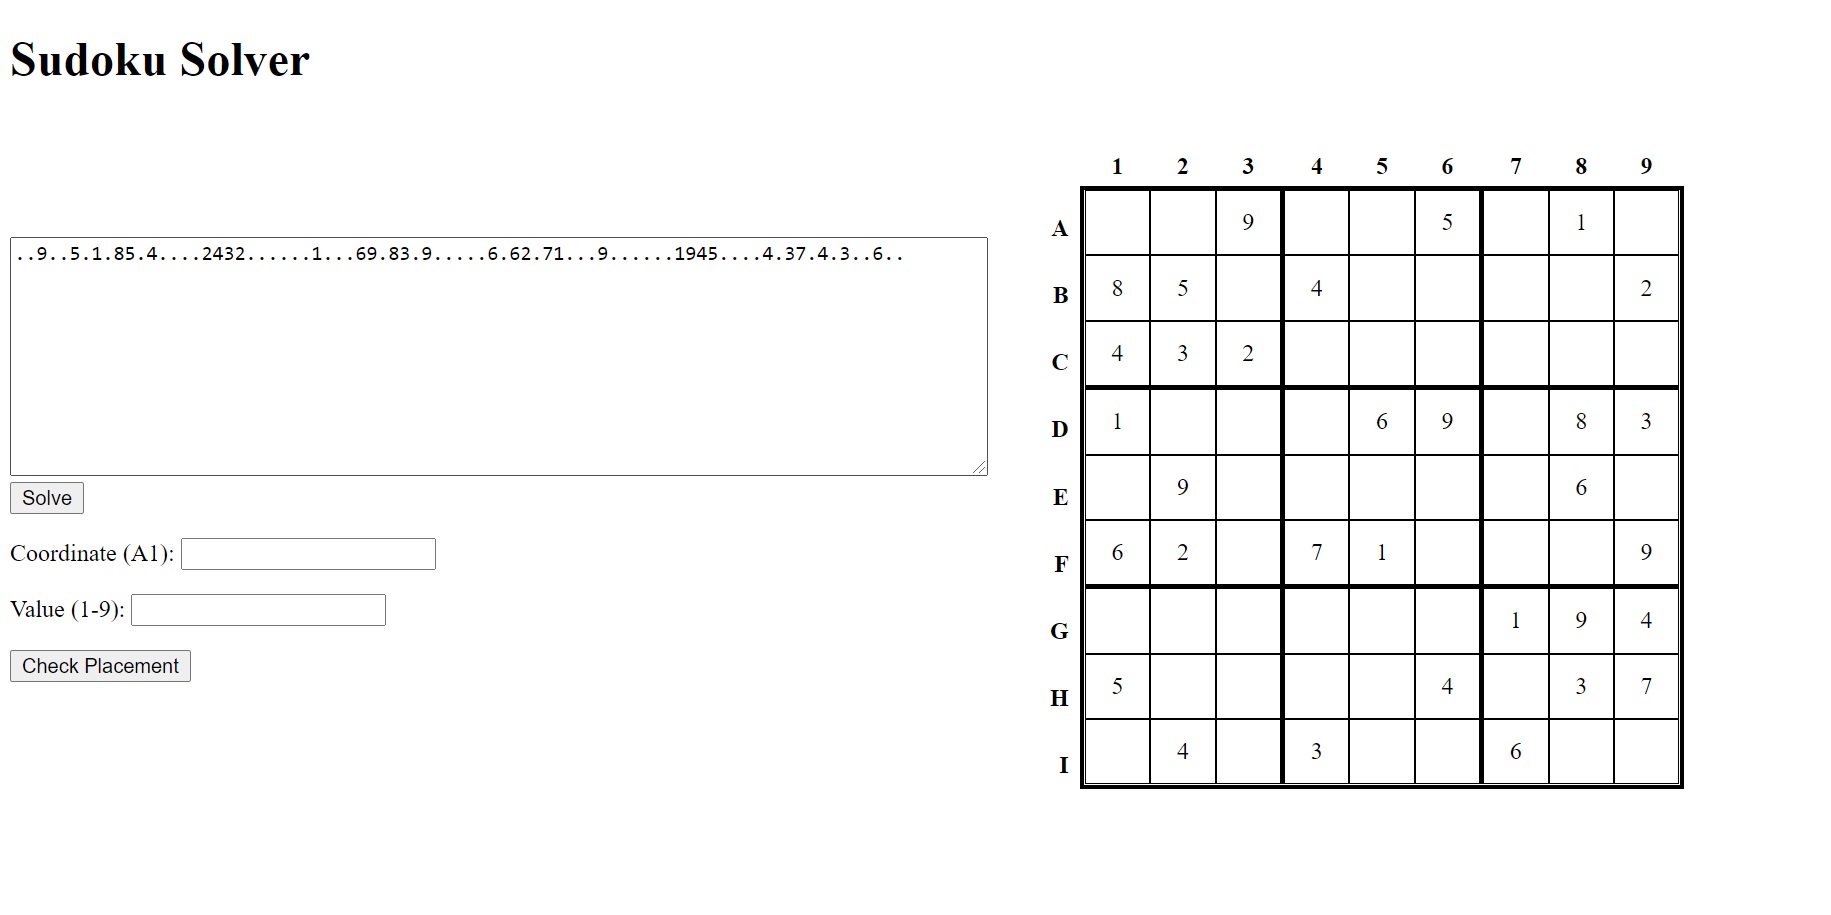 Sudoku Solver
..9..5.1.85.4....2432......1...69.83.9.....6.62.71...9......1945....4.37.4.3..6..
Solve
Coordinate (A1):
Value (1-9):
Check Placement
1 2 3 4 5 6 7 8 9
A 9 5 1
B 8 5 4 2
C 4 3 2
D 1 6 9 8 3
E 9 6
F 6 2 7 1 9
G 1 9 4
H 5 4 3 7
I 4 3 6